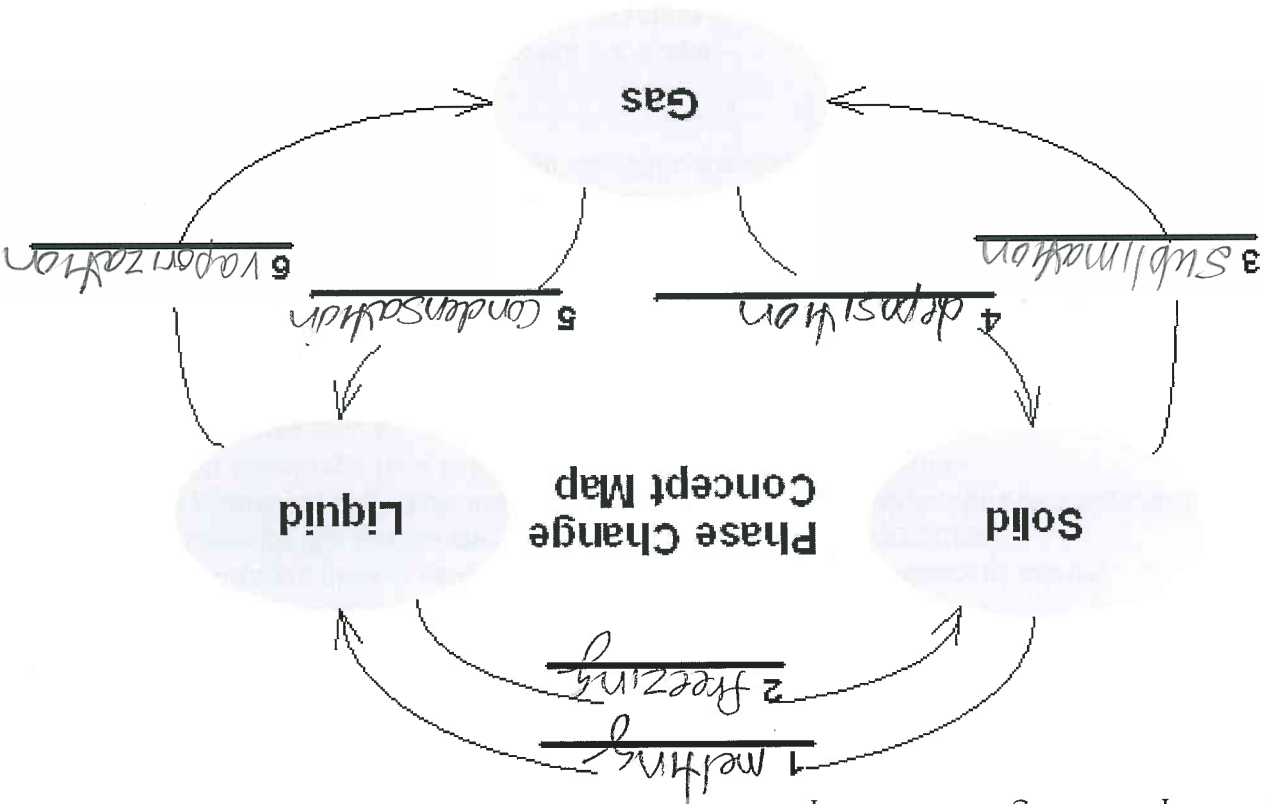 1 melting
2 freezing
Solid
Phase Change
Concept Map
Liquid
3 Sublimation
4 deposition
5 Condensation
6 vaporization
Gas